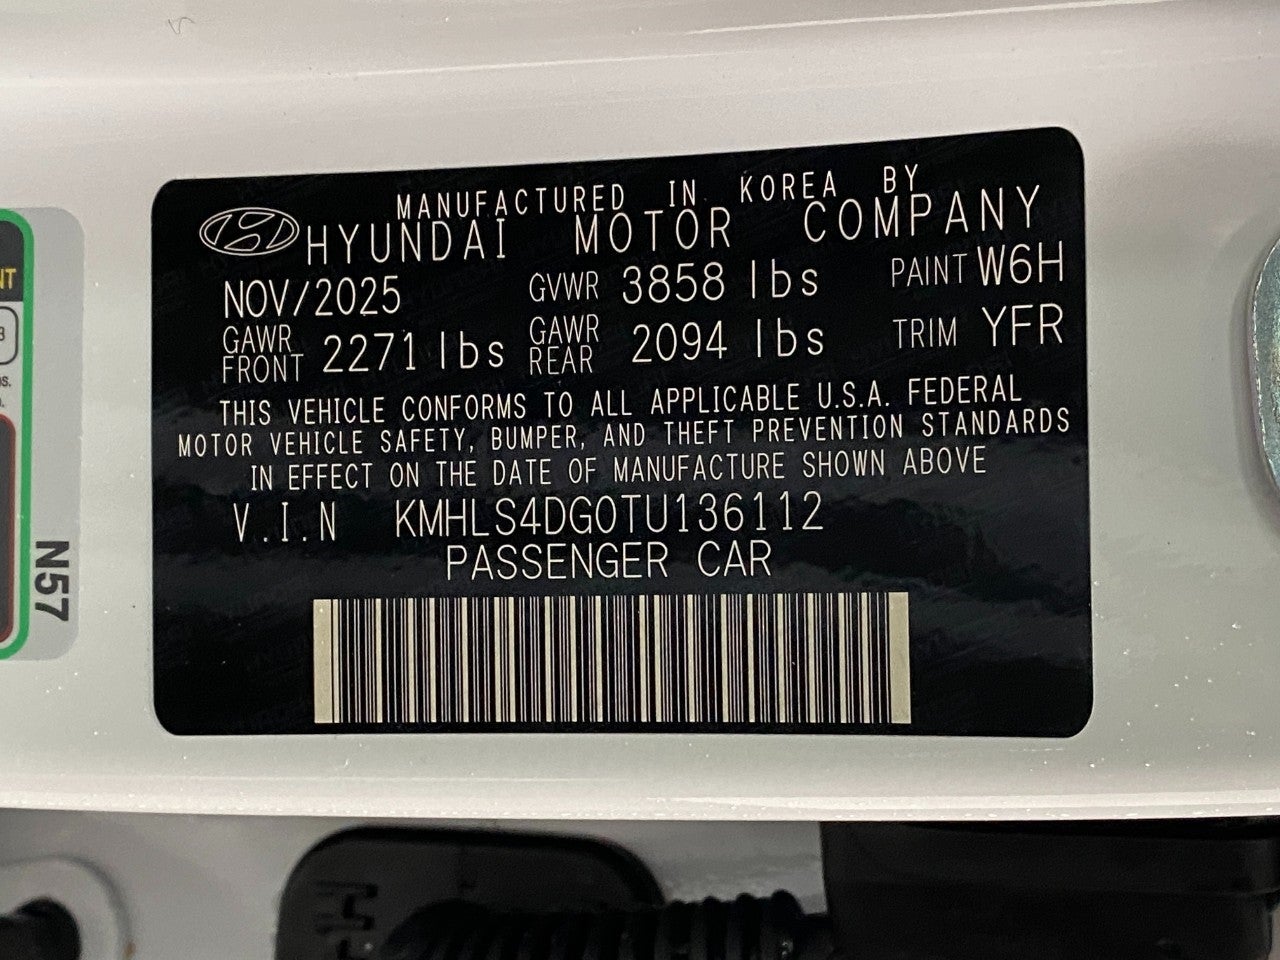 MANUFACTURED IN KOREA BY
HYUNDAI MOTOR COMPANY
NOV/2025 GVWR 3858 lbs PAINT W6H
GAWR FRONT 2271 lbs GAWR REAR 2094 lbs TRIM YFR
THIS VEHICLE CONFORMS TO ALL APPLICABLE U.S.A. FEDERAL
MOTOR VEHICLE SAFETY, BUMPER, AND THEFT PREVENTION STANDARDS
IN EFFECT ON THE DATE OF MANUFACTURE SHOWN ABOVE
V.I.N KMHLS4DG0TU136112
PASSENGER CAR
N57